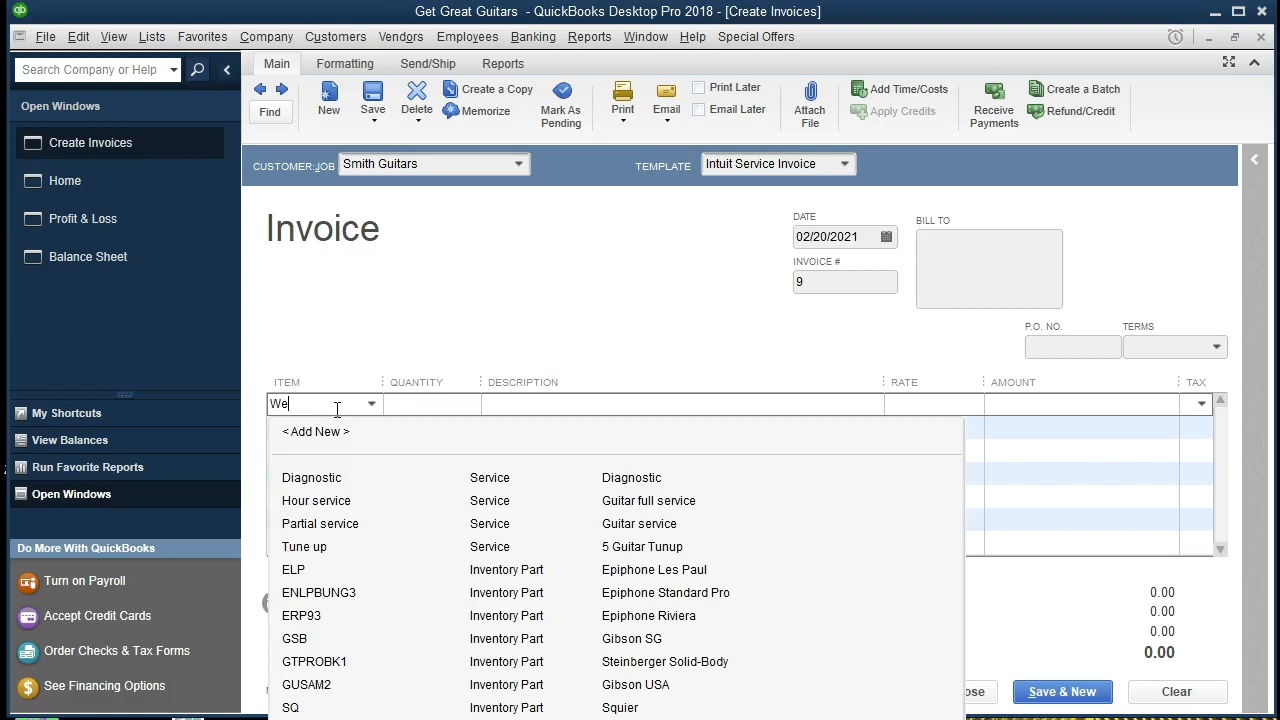 Get Great Guitars - QuickBooks Desktop Pro 2018 - [Create Invoices]
File Edit View Lists Favorites Company Customers Vendors Employees Banking Reports Window Help Special Offers
Search Company or Help
Main Formatting Send/Ship Reports
Find
New
Save
Delete
Create a Copy
Memorize
Mark As
Pending
Print
Email
Print Later
Email Later
Attach
File
Add Time/Costs
Apply Credits
Receive
Payments
Create a Batch
Refund/Credit
Open Windows
Create Invoices
Home
Profit & Loss
Balance Sheet
My Shortcuts
View Balances
Run Favorite Reports
Open Windows
Do More With QuickBooks
Turn on Payroll
Accept Credit Cards
Order Checks & Tax Forms
See Financing Options
CUSTOMER:JOB Smith Guitars TEMPLATE Intuit Service Invoice
Invoice
DATE
02/20/2021
INVOICE #
9
BILL TO
P.O. NO. TERMS
ITEM QUANTITY DESCRIPTION RATE AMOUNT TAX
We
< Add New >
Diagnostic Service Diagnostic
Hour service Service Guitar full service
Partial service Service Guitar service
Tune up Service 5 Guitar Tunup
ELP Inventory Part Epiphone Les Paul
ENLPBUNG3 Inventory Part Epiphone Standard Pro
ERP93 Inventory Part Epiphone Riviera
GSB Inventory Part Gibson SG
GTPROBK1 Inventory Part Steinberger Solid-Body
GUSAM2 Inventory Part Gibson USA
SQ Inventory Part Squier
0.00
0.00
0.00
0.00
ose Save & New Clear